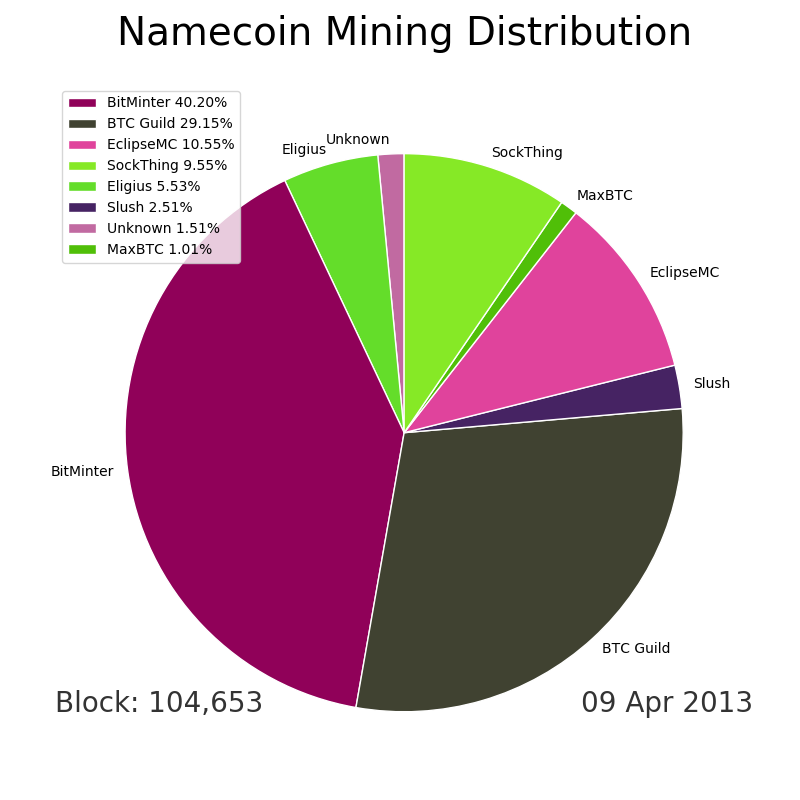 Namecoin Mining Distribution
BitMinter 40.20%
BTC Guild 29.15%
EclipseMC 10.55%
SockThing 9.55%
Eligius 5.53%
Slush 2.51%
Unknown 1.51%
MaxBTC 1.01%
Unknown
Eligius
SockThing
MaxBTC
EclipseMC
Slush
BitMinter
BTC Guild
Block: 104,653
09 Apr 2013